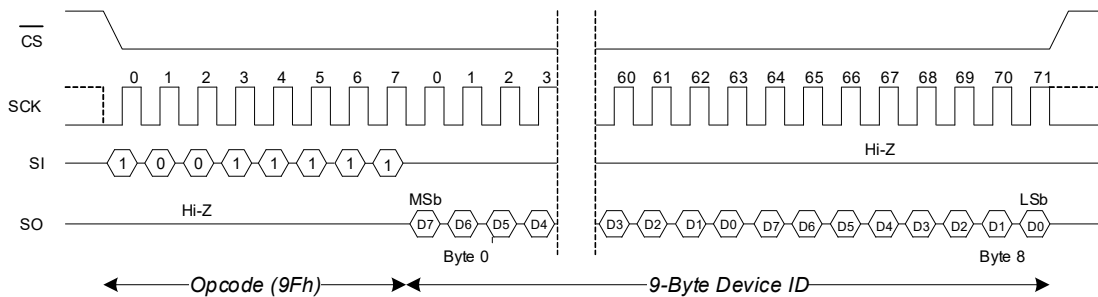 CS
0 1 2 3 4 5 6 7 0 1 2 3 60 61 62 63 64 65 66 67 68 69 70 71
SCK
Hi-Z
SI 1 0 0 1 1 1 1 1
Hi-Z MSb LSb
SO D7 D6 D5 D4 D3 D2 D1 D0 D7 D6 D5 D4 D3 D2 D1 D0
Byte 0 Byte 8
Opcode (9Fh) 9-Byte Device ID